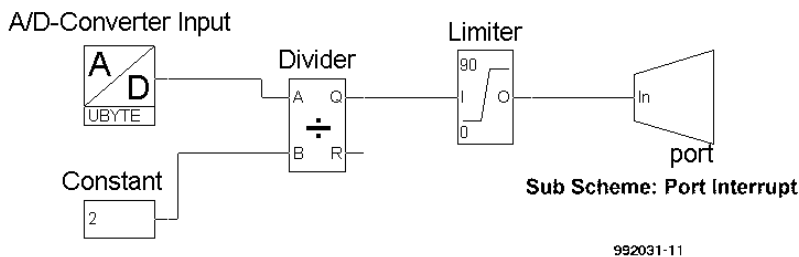 A/D-Converter Input
A
D
UBYTE
Divider
A
Q
÷
B
R
Limiter
90
I
O
0
In
port
Constant
2
Sub Scheme: Port Interrupt
992031-11